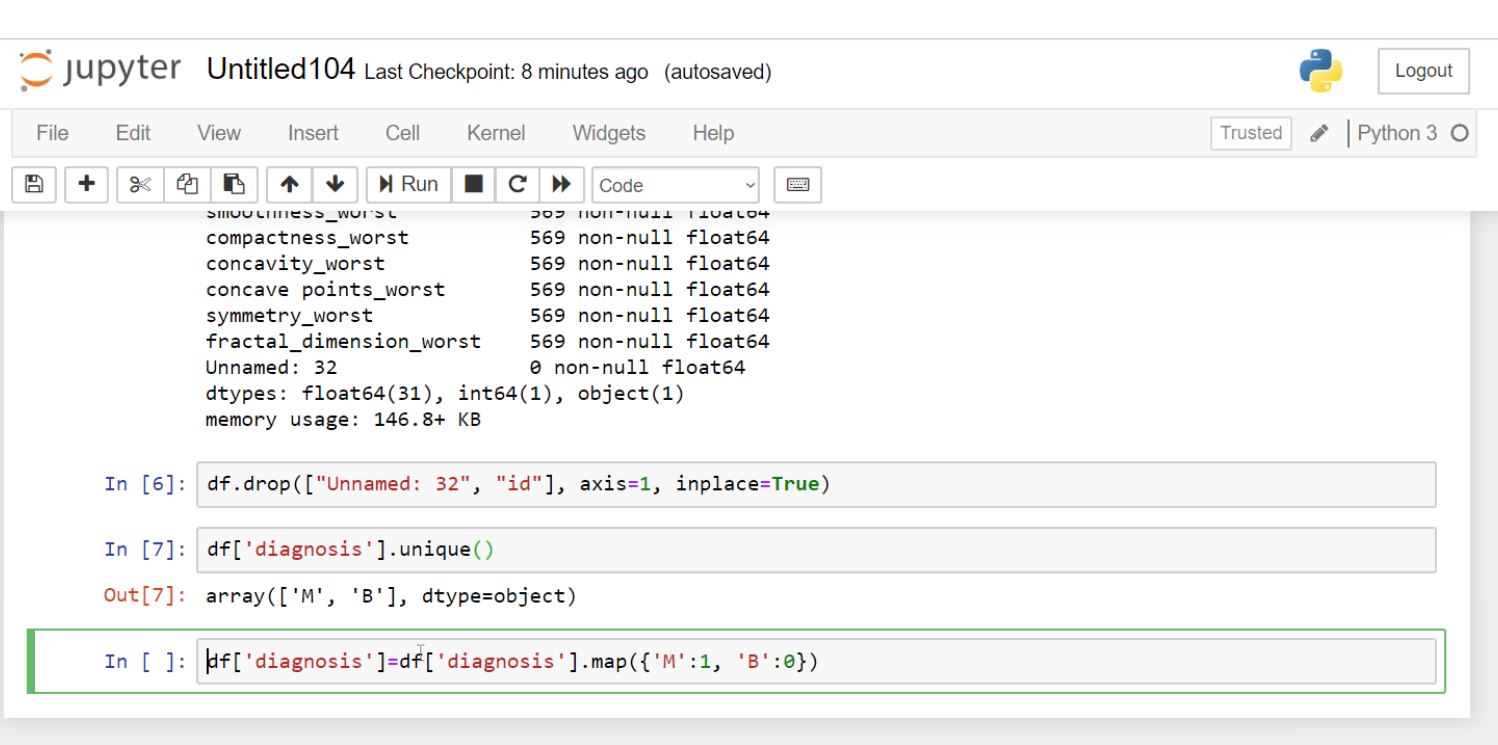 jupyter Untitled104 Last Checkpoint: 8 minutes ago (autosaved)
Logout
File Edit View Insert Cell Kernel Widgets Help
Trusted Python 3
Run Code
smoothness_worst 569 non-null float64
compactness_worst 569 non-null float64
concavity_worst 569 non-null float64
concave points_worst 569 non-null float64
symmetry_worst 569 non-null float64
fractal_dimension_worst 569 non-null float64
Unnamed: 32 0 non-null float64
dtypes: float64(31), int64(1), object(1)
memory usage: 146.8+ KB
In [6]: df.drop(["Unnamed: 32", "id"], axis=1, inplace=True)
In [7]: df['diagnosis'].unique()
Out[7]: array(['M', 'B'], dtype=object)
In [ ]: df['diagnosis']=df['diagnosis'].map({'M':1, 'B':0})